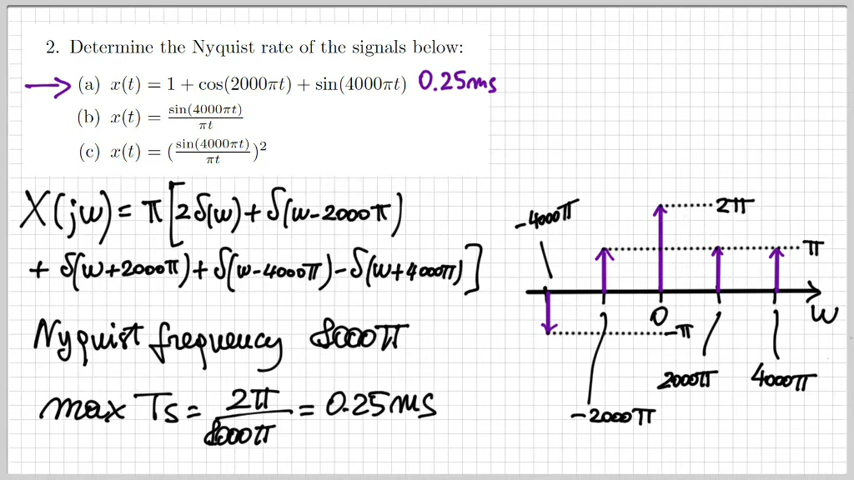 2. Determine the Nyquist rate of the signals below:
(a) x(t) = 1 + cos(2000πt) + sin(4000πt) 0.25ms
(b) x(t) = sin(4000πt)/πt
(c) x(t) = (sin(4000πt)/πt)²
X(jw) = π[2δ(w) + δ(w-2000π)
+ δ(w+2000π) + δ(w-4000π) - δ(w+4000π)]
Nyquist frequency 8000π
max Ts = 2π/8000π = 0.25ms
-4000π
2π
π
0
-π
w
2000π
4000π
-2000π